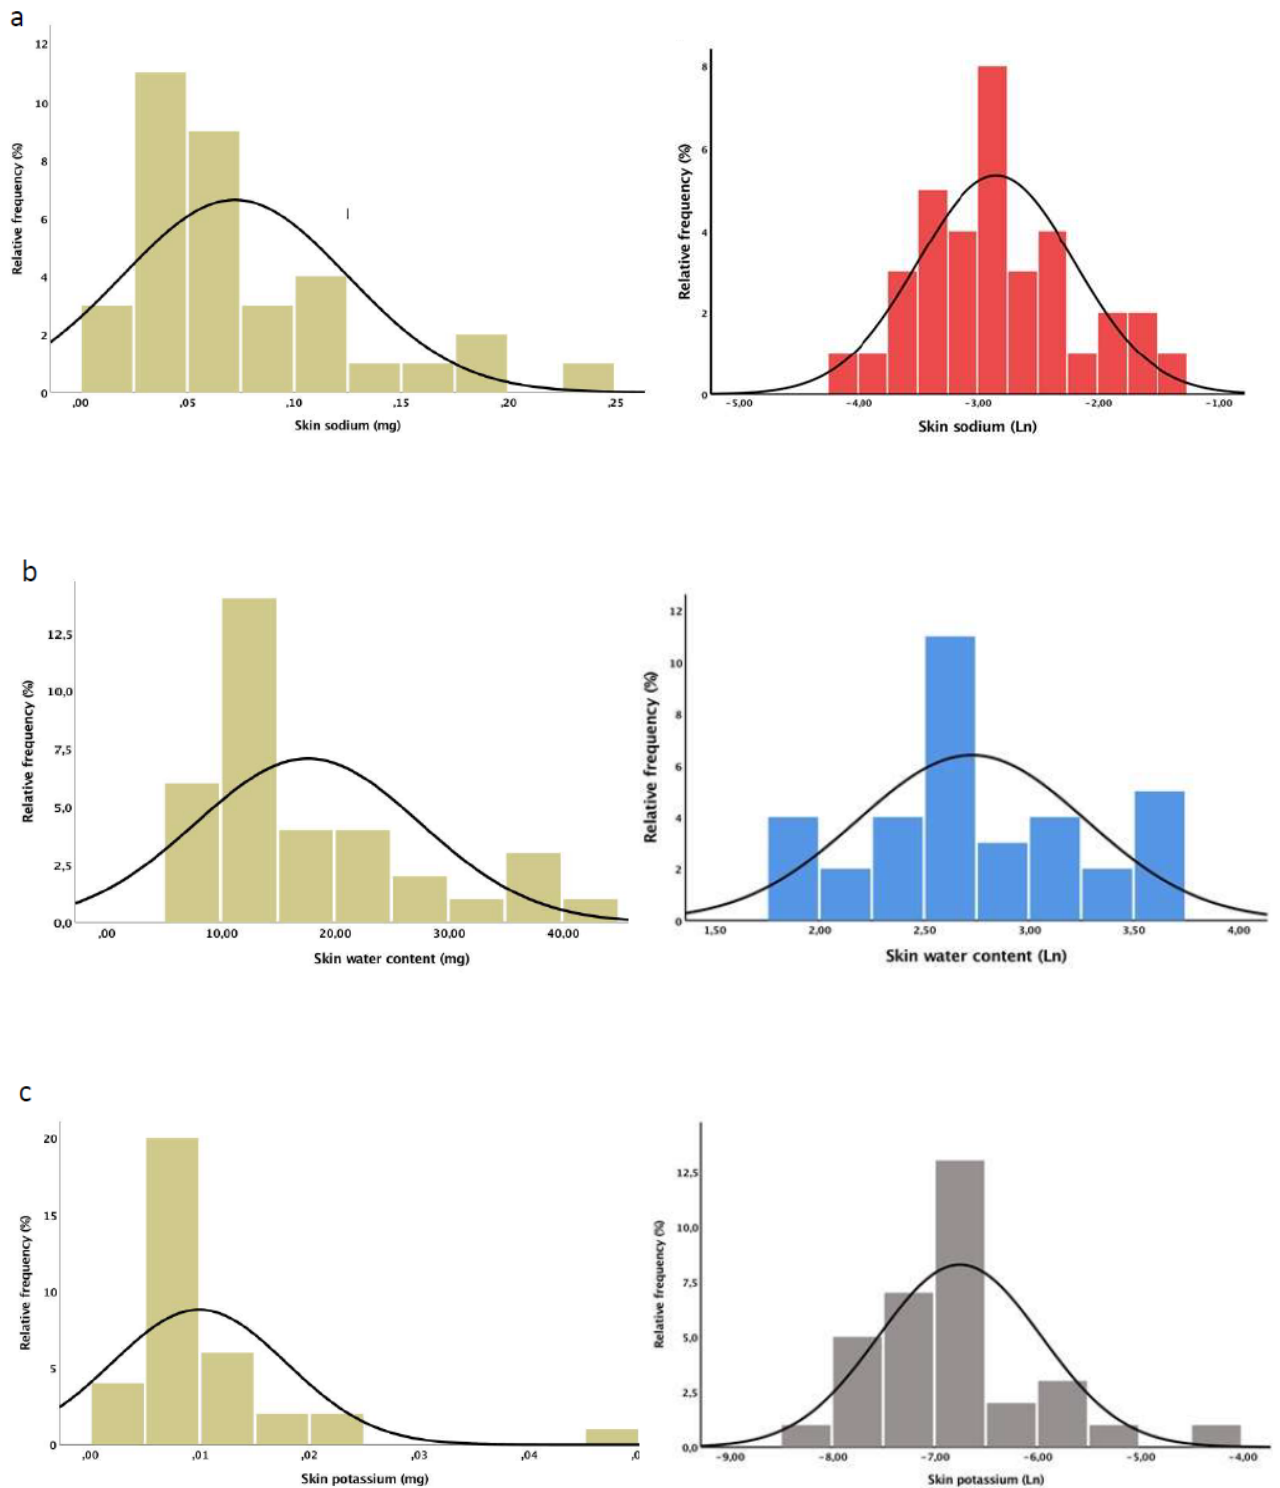 a
Relative frequency (%)
12
10
8
6
4
2
0
,00 ,05 ,10 ,15 ,20 ,25
Skin sodium (mg)
Relative frequency (%)
8
6
4
2
0
-5,00 -4,00 -3,00 -2,00 -1,00
Skin sodium (Ln)
b
Relative frequency (%)
12,5
10,0
7,5
5,0
2,5
0,0
,00 10,00 20,00 30,00 40,00
Skin water content (mg)
Relative frequency (%)
12
10
8
6
4
2
0
1,50 2,00 2,50 3,00 3,50 4,00
Skin water content (Ln)
c
Relative frequency (%)
20
15
10
5
0
,00 ,01 ,02 ,03 ,04 ,0
Skin potassium (mg)
Relative frequency (%)
12,5
10,0
7,5
5,0
2,5
0,0
-9,00 -8,00 -7,00 -6,00 -5,00 -4,00
Skin potassium (Ln)